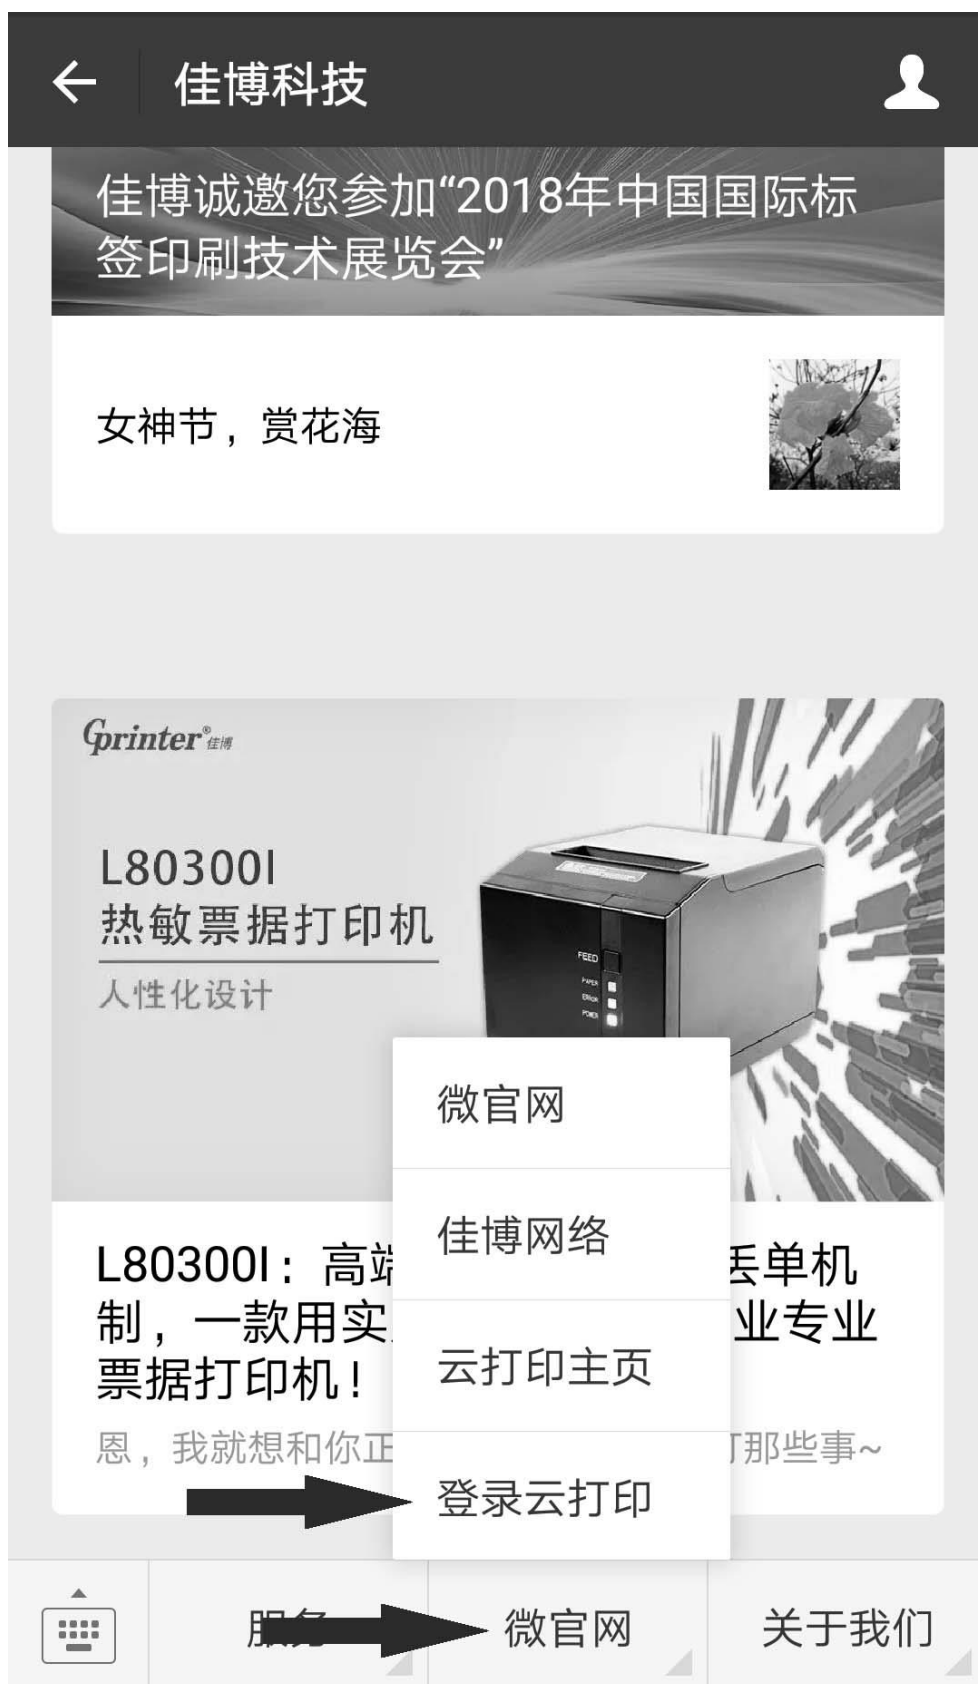 佳博科技
佳博诚邀您参加“2018年中国国际标
签印刷技术展览会”
女神节，赏花海
Gprinter®佳博
L80300I
热敏票据打印机
人性化设计
FEED
PAPER
ERROR
POWER
微官网
佳博网络
云打印主页
登录云打印
L80300I：高端 丢单机
制，一款用实 业专业
票据打印机！
恩，我就想和你正 那些事~
服务
微官网
关于我们